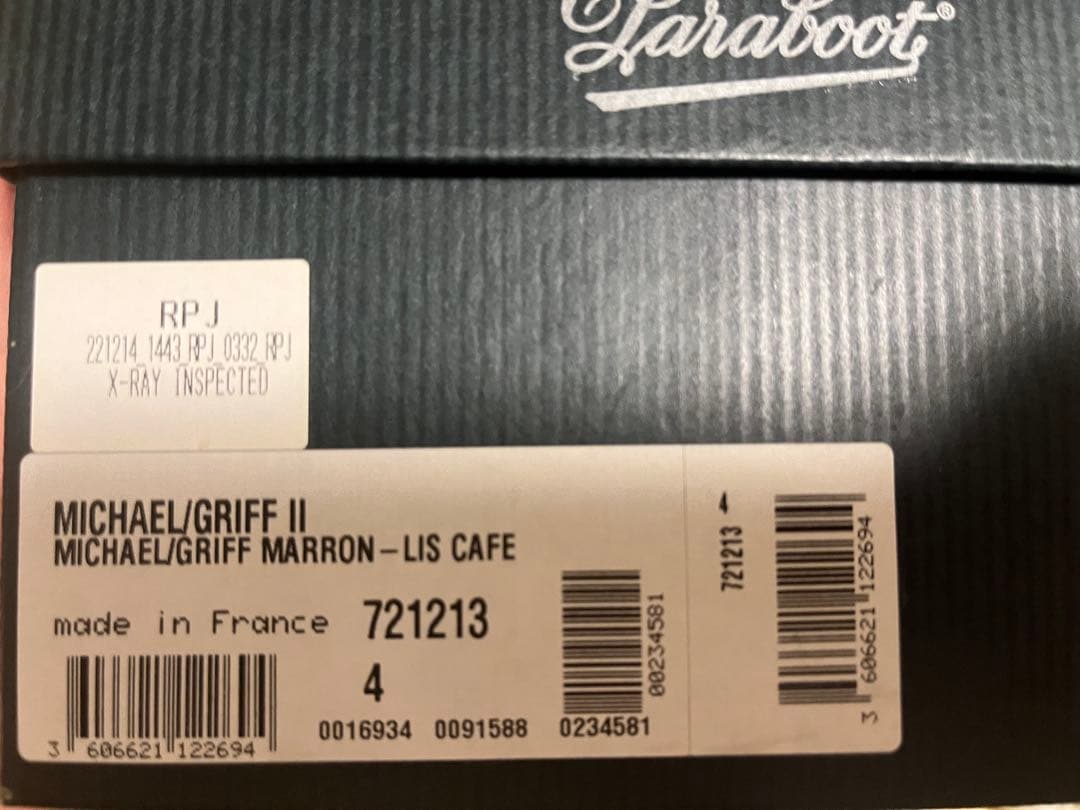 Paraboot®
RPJ
221214_1443_RPJ_0332_RPJ
X-RAY INSPECTED
MICHAEL/GRIFF II
MICHAEL/GRIFF MARRON–LIS CAFE
made in France 721213
4
0016934 0091588 0234581
3 606621 122694
000234581
721213 4
3 606621 122694